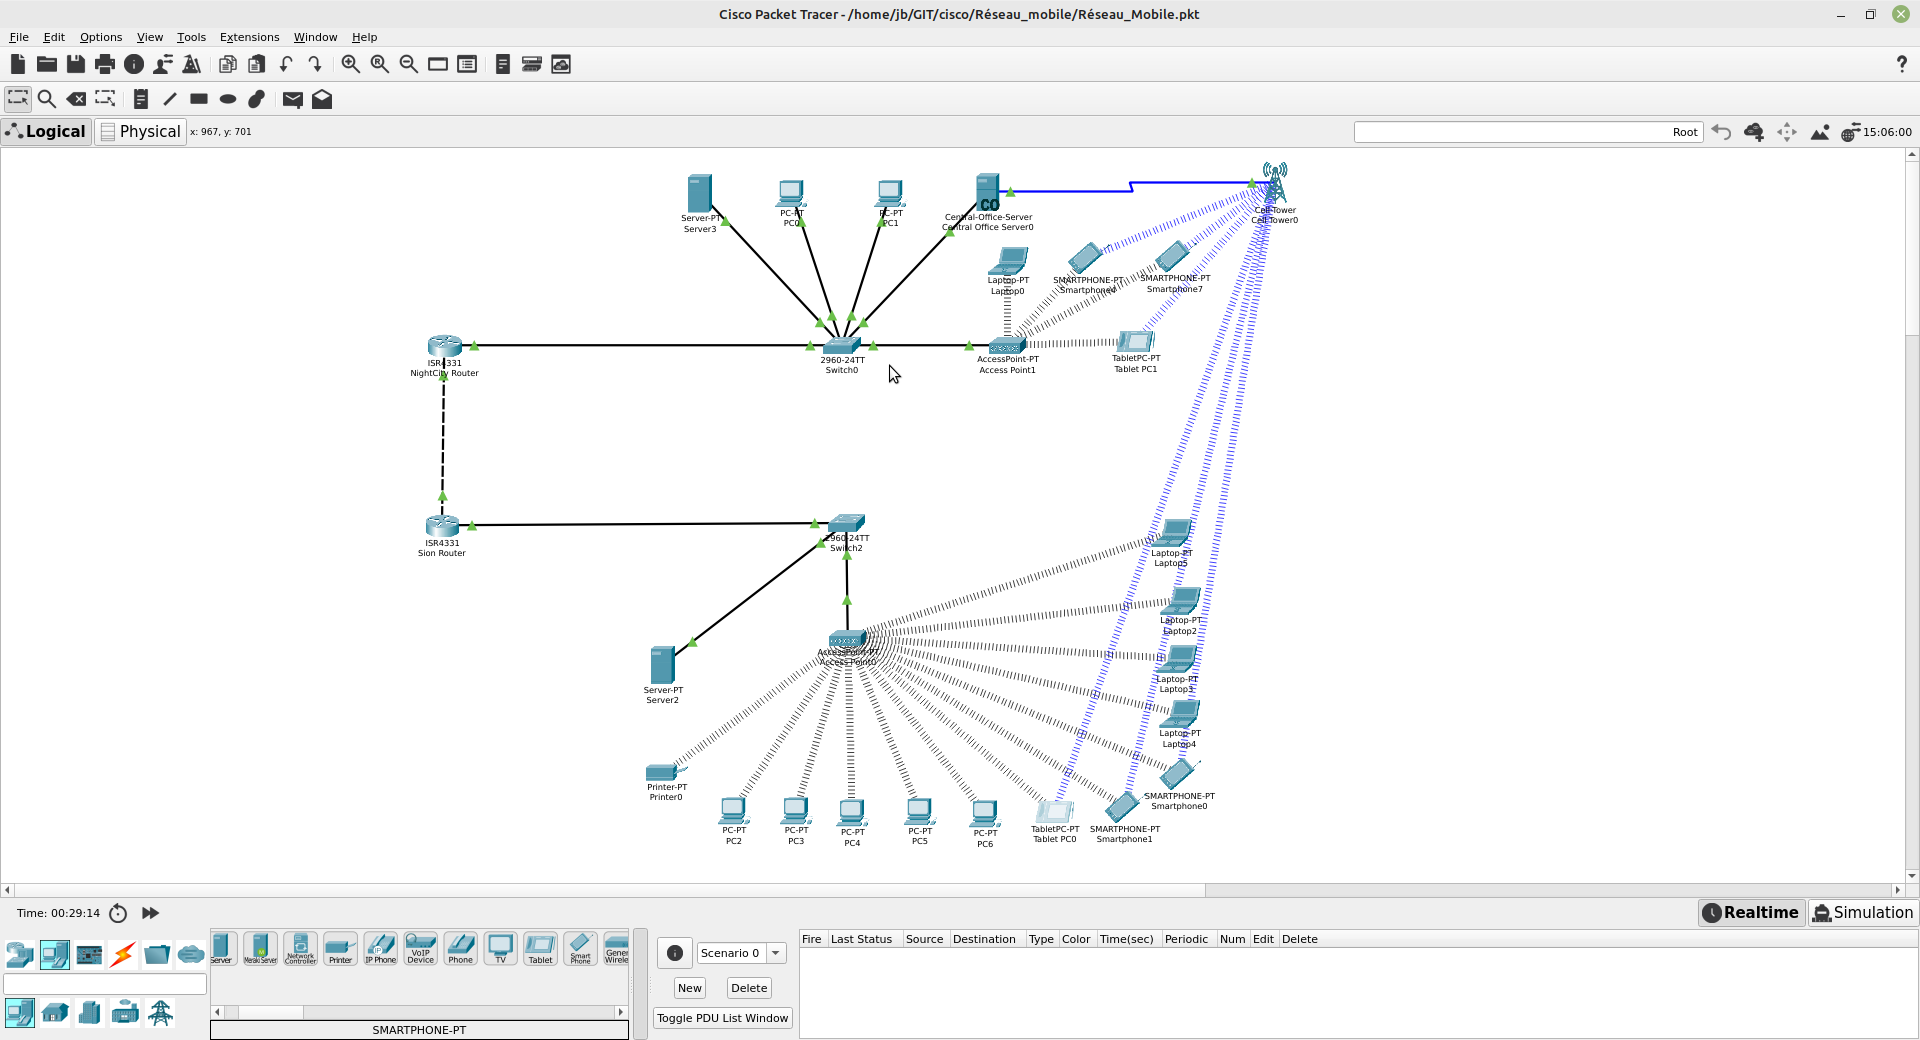 Cisco Packet Tracer - /home/jb/GIT/cisco/Réseau_mobile/Réseau_Mobile.pkt
File Edit Options View Tools Extensions Window Help
?
Logical Physical x: 967, y: 701 Root 15:06:00
Server-PT
Server3
PC-PT
PC0
PC-PT
PC1
CO
Central-Office-Server
Central Office Server0
Cell-Tower
Cell Tower0
Laptop-PT
Laptop0
SMARTPHONE-PT
Smartphone4
SMARTPHONE-PT
Smartphone7
ISR4331
NightCity Router
2960-24TT
Switch0
AccessPoint-PT
Access Point1
TabletPC-PT
Tablet PC1
ISR4331
Sion Router
2960-24TT
Switch2
Laptop-PT
Laptop5
Laptop-PT
Laptop2
AccessPoint-PT
Access Point0
Laptop-PT
Laptop3
Server-PT
Server2
Laptop-PT
Laptop4
Printer-PT
Printer0
SMARTPHONE-PT
Smartphone0
PC-PT
PC2
PC-PT
PC3
PC-PT
PC4
PC-PT
PC5
PC-PT
PC6
TabletPC-PT
Tablet PC0
SMARTPHONE-PT
Smartphone1
Time: 00:29:14 Realtime Simulation
Server
Meraki Server
Network Controller
Printer
IP Phone
VoIP Device
Phone
TV
Tablet
Smart Phone
Scenario 0
New Delete
Toggle PDU List Window
SMARTPHONE-PT
Fire Last Status Source Destination Type Color Time(sec) Periodic Num Edit Delete